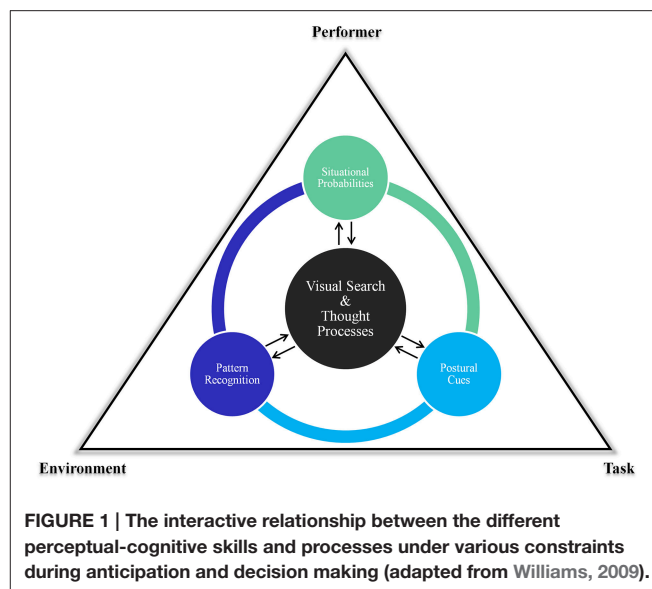 Performer
Situational
Probabilities
Visual Search
&
Thought
Processes
Pattern
Recognition
Postural
Cues
Environment
Task
FIGURE 1 | The interactive relationship between the different
perceptual-cognitive skills and processes under various constraints
during anticipation and decision making (adapted from Williams, 2009).